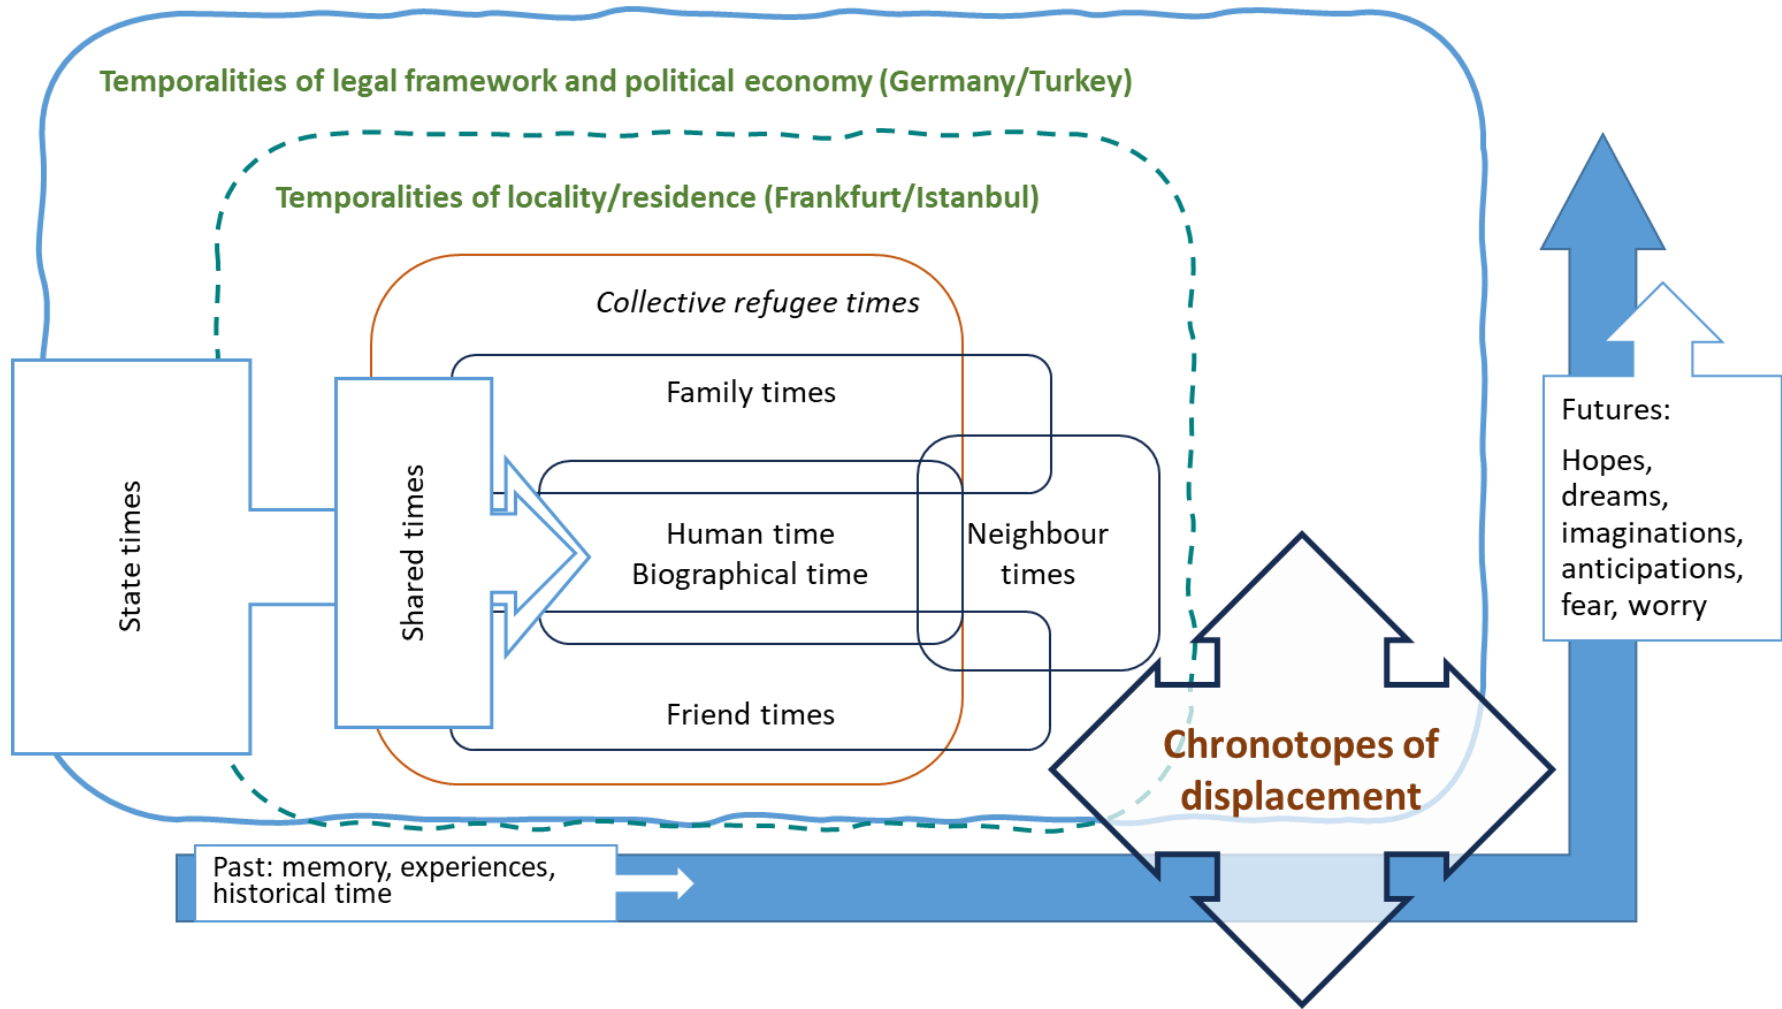 Temporalities of legal framework and political economy (Germany/Turkey)
Temporalities of locality/residence (Frankfurt/Istanbul)
Collective refugee times
Family times
State times
Shared times
Human time
Biographical time
Neighbour
times
Friend times
Chronotopes of
displacement
Past: memory, experiences,
historical time
Futures:
Hopes,
dreams,
imaginations,
anticipations,
fear, worry